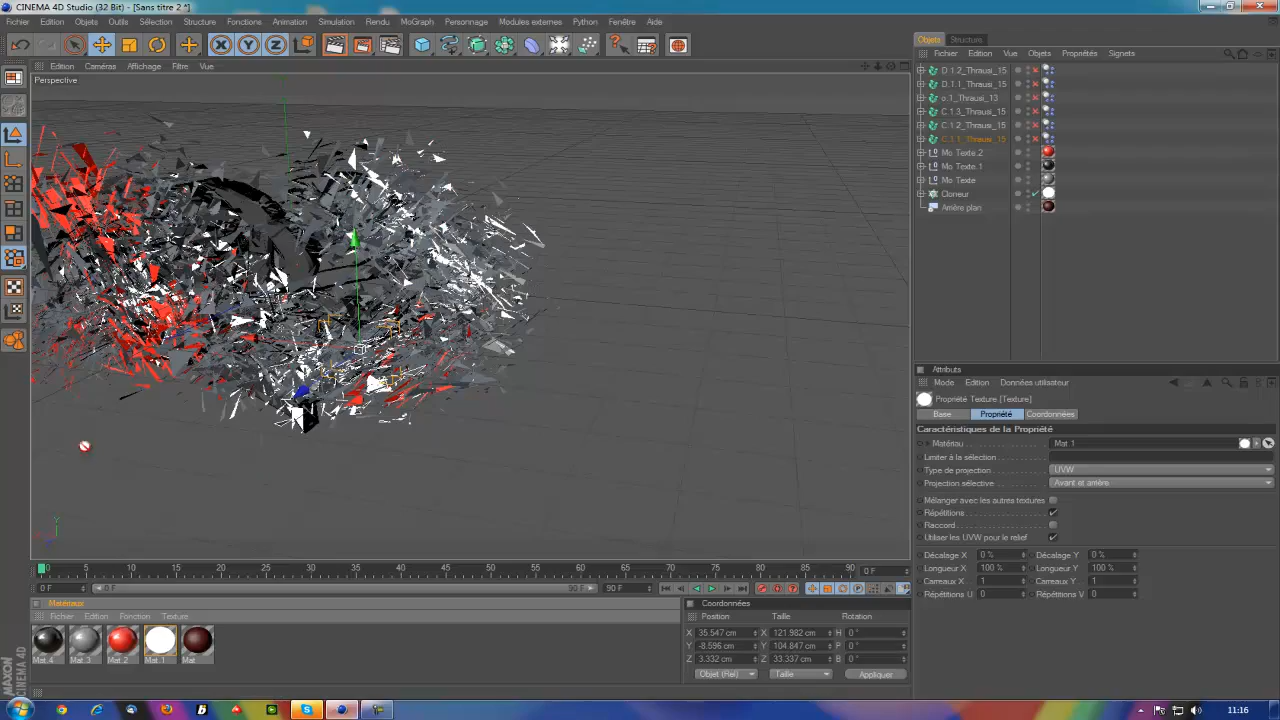 CINEMA 4D Studio (32 Bit) - [Sans titre 2 *]
Fichier Edition Objets Outils Sélection Structure Fonctions Animation Simulation Rendu MoGraph Personnage Modules externes Python Fenêtre Aide
Edition Caméras Affichage Filtre Vue
Perspective
Objets Structure
Fichier Edition Vue Objets Propriétés Signets
D.1.2_Thrausi_15
D.1.1_Thrausi_15
o.1_Thrausi_13
C.1.3_Thrausi_15
C.1.2_Thrausi_15
C.1.1_Thrausi_15
Mo Texte.2
Mo Texte.1
Mo Texte
Cloneur
Arrière plan
Attributs
Mode Edition Données utilisateur
Propriété Texture [Texture]
Base Propriété Coordonnées
Caractéristiques de la Propriété
Matériau Mat 1
Limiter à la sélection
Type de projection UVW
Projection sélective Avant et arrière
Mélanger avec les autres textures
Répétitions
Raccord
Utiliser les UVW pour le relief
Décalage X 0 % Décalage Y 0 %
Longueur X 100 % Longueur Y 100 %
Carreaux X 1 Carreaux Y 1
Répétitions U 0 Répétitions V 0
Y
0 5 10 15 20 25 30 35 40 45 50 55 60 65 70 75 80 85 90 0 F
0 F 0 F 90 F 90 F
Matériaux
Fichier Edition Fonction Texture
Mat.4 Mat.3 Mat.2 Mat.1 Mat
Coordonnées
Position Taille Rotation
X 35.547 cm X 121.982 cm H 0 °
Y -8.596 cm Y 104.847 cm P 0 °
Z 3.332 cm Z 33.337 cm B 0 °
Objet (Rel) Taille Appliquer
MAXON
CINEMA 4D
11:16